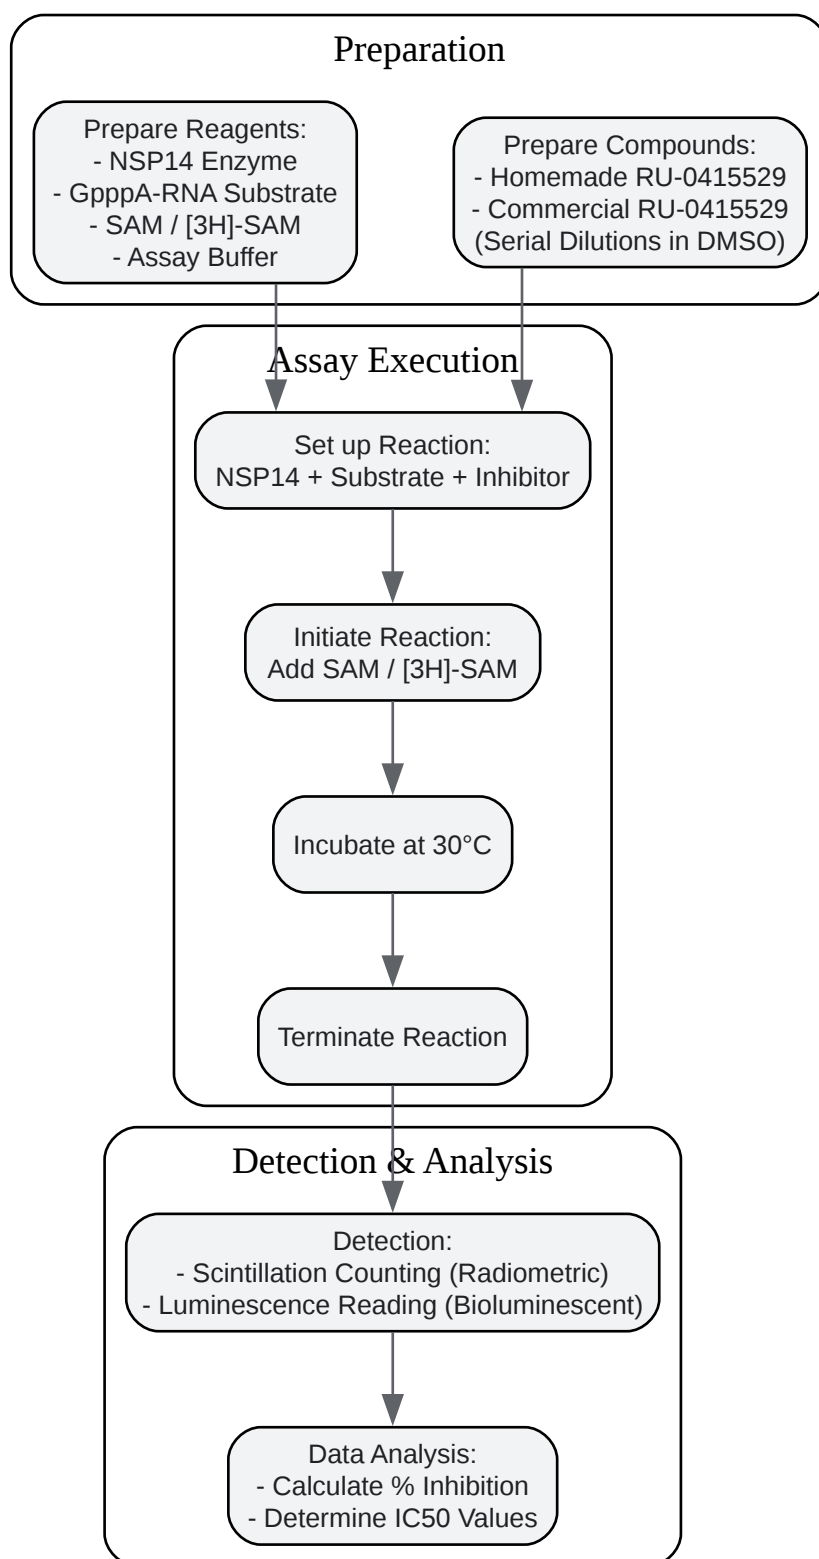 Preparation
Prepare Reagents:
- NSP14 Enzyme
- GpppA-RNA Substrate
- SAM / [3H]-SAM
- Assay Buffer
Prepare Compounds:
- Homemade RU-0415529
- Commercial RU-0415529
(Serial Dilutions in DMSO)
Assay Execution
Set up Reaction:
NSP14 + Substrate + Inhibitor
Initiate Reaction:
Add SAM / [3H]-SAM
Incubate at 30°C
Terminate Reaction
Detection & Analysis
Detection:
- Scintillation Counting (Radiometric)
- Luminescence Reading (Bioluminescent)
Data Analysis:
- Calculate % Inhibition
- Determine IC50 Values